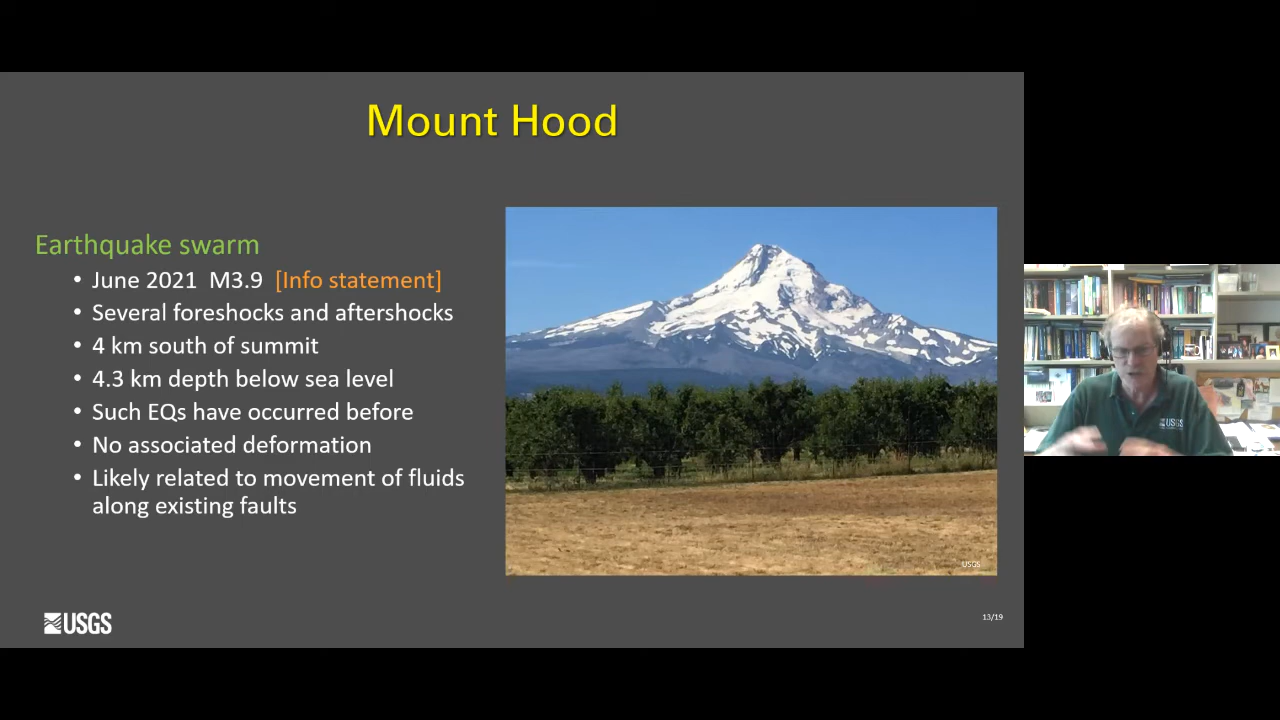 Mount Hood
Earthquake swarm
• June 2021 M3.9 [Info statement]
• Several foreshocks and aftershocks
• 4 km south of summit
• 4.3 km depth below sea level
• Such EQs have occurred before
• No associated deformation
• Likely related to movement of fluids
along existing faults
USGS
USGS
13/19
USGS